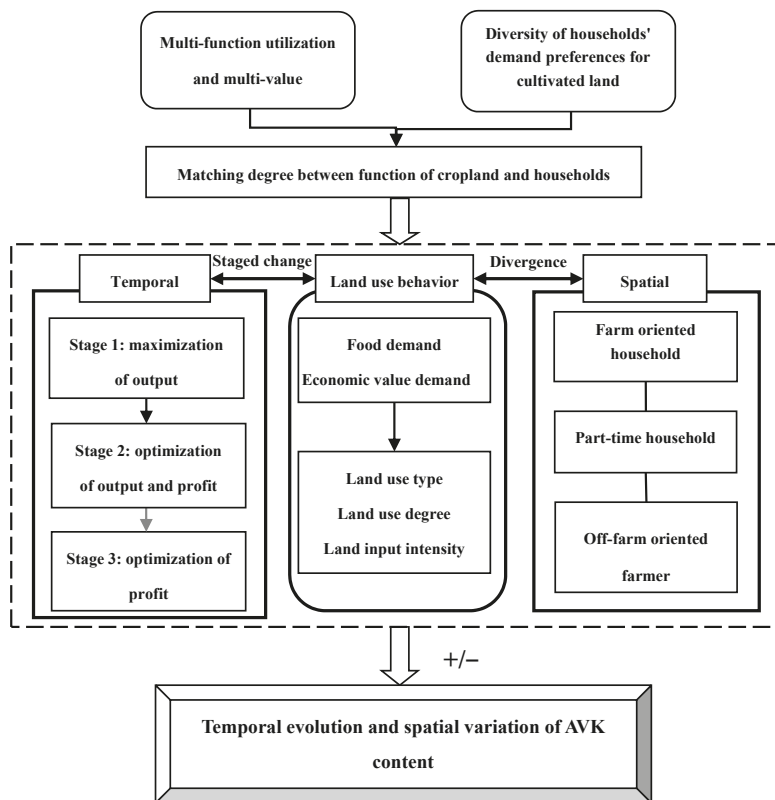 Multi-function utilization
and multi-value
Diversity of households'
demand preferences for
cultivated land
Matching degree between function of cropland and households
Temporal
Staged change
Land use behavior
Divergence
Spatial
Stage 1: maximization
of output
Stage 2: optimization
of output and profit
Stage 3: optimization of
profit
Food demand
Economic value demand
Land use type
Land use degree
Land input intensity
Farm oriented
household
Part-time household
Off-farm oriented
farmer
+/−
Temporal evolution and spatial variation of AVK
content